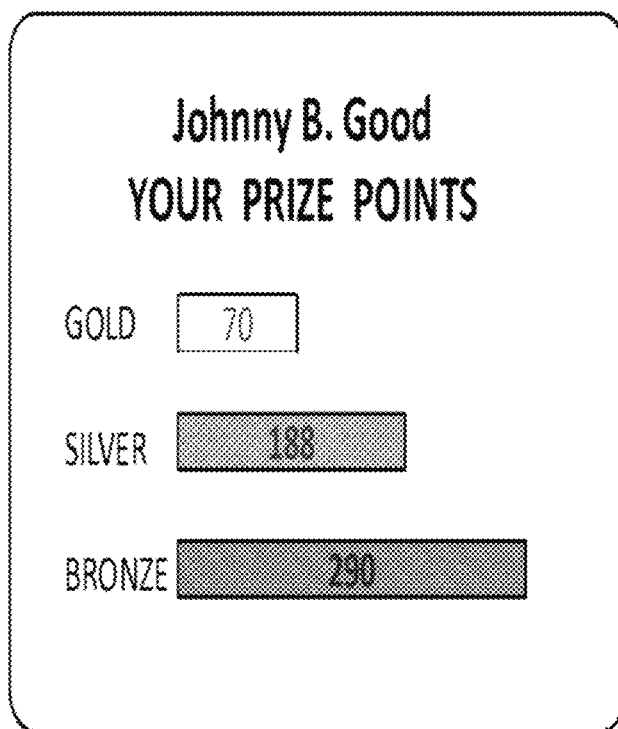 Johnny B. Good
YOUR PRIZE POINTS
GOLD 70
SILVER 188
BRONZE 290